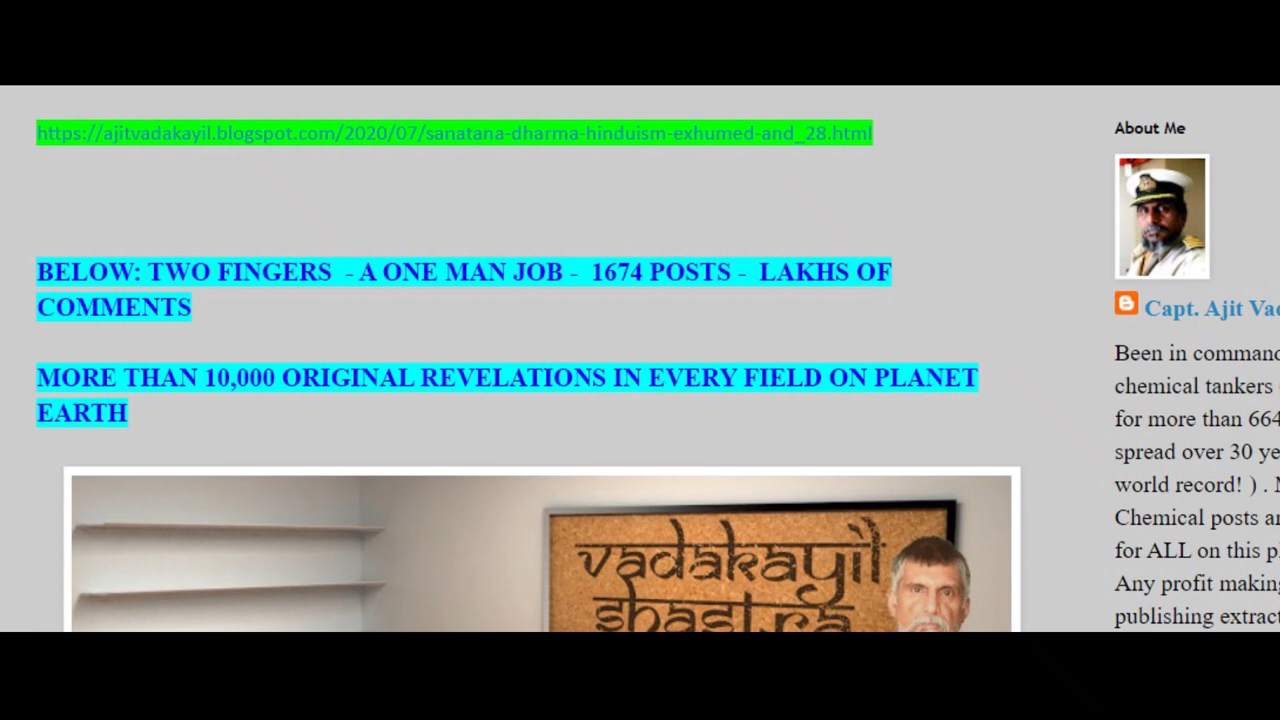 https://ajitvadakayil.blogspot.com/2020/07/sanatana-dharma-hinduism-exhumed-and_28.html
BELOW: TWO FINGERS - A ONE MAN JOB - 1674 POSTS - LAKHS OF
COMMENTS
MORE THAN 10,000 ORIGINAL REVELATIONS IN EVERY FIELD ON PLANET
EARTH
vadakayil
shastra
About Me
Capt. Ajit Vad
Been in command
chemical tankers
for more than 664
spread over 30 ye
world record! ) . M
Chemical posts ar
for ALL on this pl
Any profit making
publishing extract